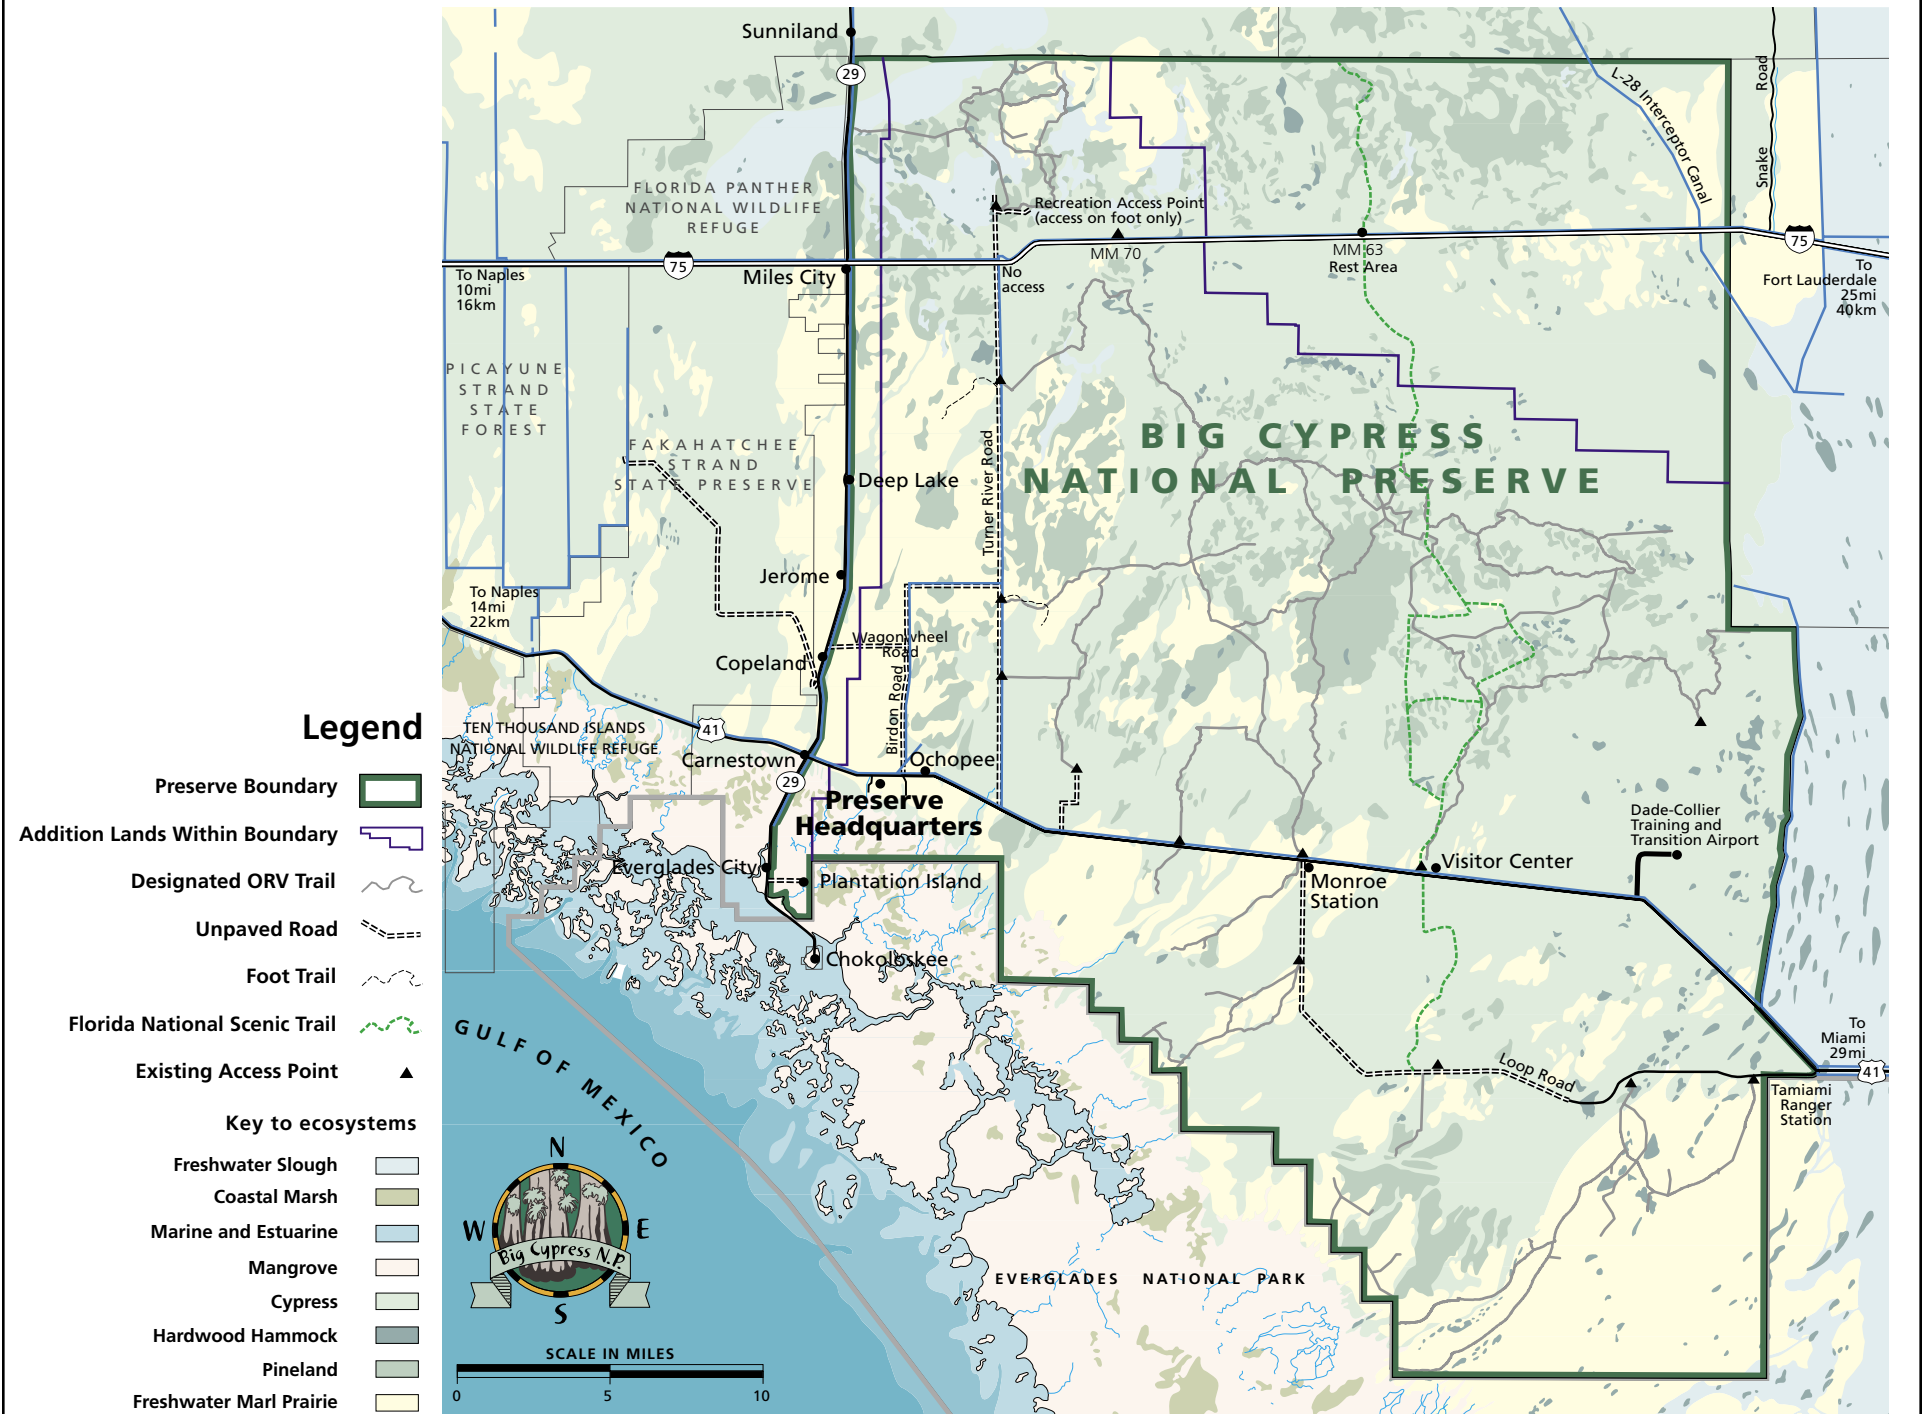 Sunniland
29
L-28 Interceptor Canal
Snake Road
FLORIDA PANTHER
NATIONAL WILDLIFE
REFUGE
Recreation Access Point
(access on foot only)
MM 70
MM 63
Rest Area
75
75
To Naples
10mi
16km
Miles City
No
access
To
Fort Lauderdale
25mi
40km
PICAYUNE
STRAND
STATE
FOREST
FAKAHATCHEE
STRAND
STATE PRESERVE
Deep Lake
Turner River Road
BIG CYPRESS
NATIONAL PRESERVE
Jerome
To Naples
14mi
22km
Wagonwheel
Road
Copeland
Birdon Road
TEN THOUSAND ISLANDS
NATIONAL WILDLIFE REFUGE
41
Carnestown
29
Ochopee
Preserve
Headquarters
Everglades City
Plantation Island
Chokoloskee
Dade-Collier
Training and
Transition Airport
Visitor Center
Monroe
Station
Loop Road
To
Miami
29mi
41
Tamiami
Ranger
Station
GULF OF MEXICO
EVERGLADES NATIONAL PARK
N
W
E
S
Big Cypress N.P.
SCALE IN MILES
0 5 10
Legend
Preserve Boundary
Addition Lands Within Boundary
Designated ORV Trail
Unpaved Road
Foot Trail
Florida National Scenic Trail
Existing Access Point
Key to ecosystems
Freshwater Slough
Coastal Marsh
Marine and Estuarine
Mangrove
Cypress
Hardwood Hammock
Pineland
Freshwater Marl Prairie